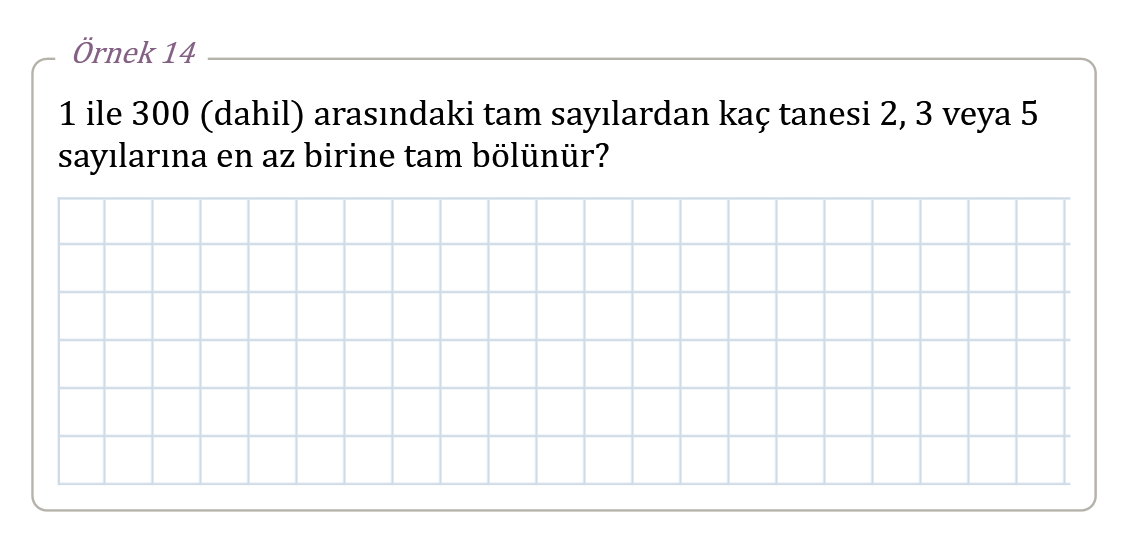 Örnek 14
1 ile 300 (dahil) arasındaki tam sayılardan kaç tanesi 2, 3 veya 5
sayılarına en az birine tam bölünür?